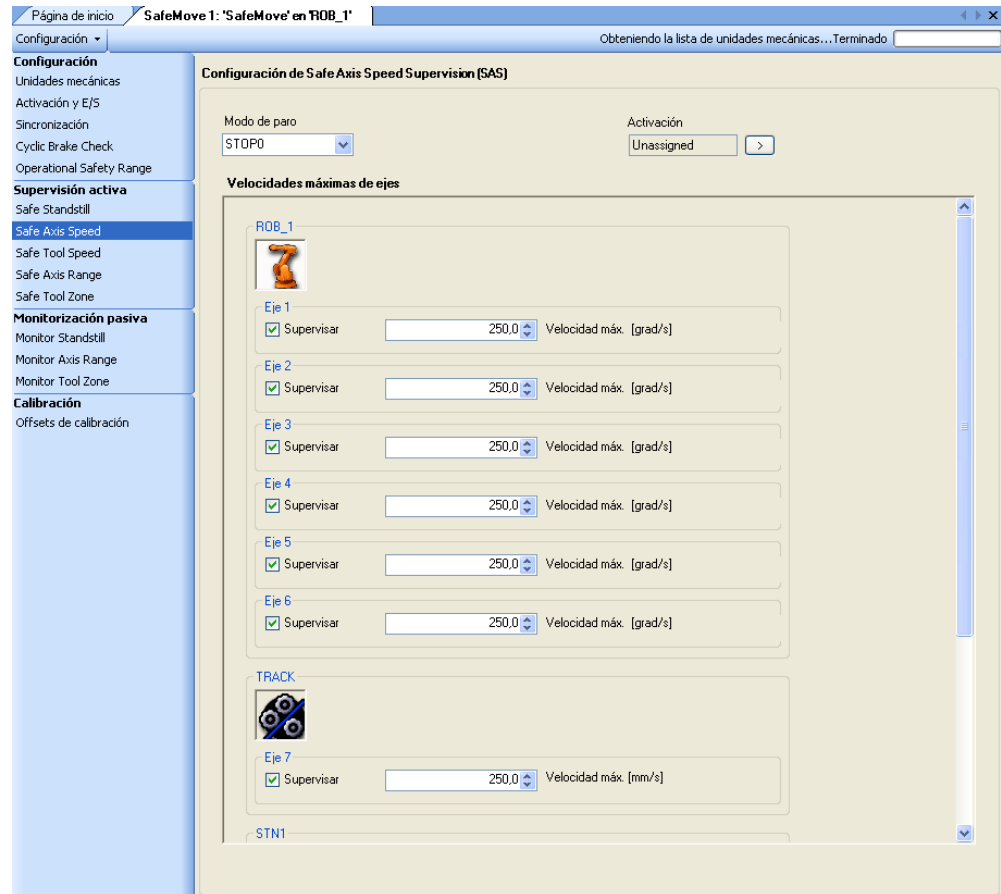 Página de inicio
SafeMove 1: 'SafeMove' en 'ROB_1'
Configuración
Obteniendo la lista de unidades mecánicas...Terminado
Configuración
Unidades mecánicas
Activación y E/S
Sincronización
Cyclic Brake Check
Operational Safety Range
Supervisión activa
Safe Standstill
Safe Axis Speed
Safe Tool Speed
Safe Axis Range
Safe Tool Zone
Monitorización pasiva
Monitor Standstill
Monitor Axis Range
Monitor Tool Zone
Calibración
Offsets de calibración
Configuración de Safe Axis Speed Supervision (SAS)
Modo de paro
STOP0
Activación
Unassigned
>
Velocidades máximas de ejes
ROB_1
Eje 1
Supervisar 250,0 Velocidad máx. [grad/s]
Eje 2
Supervisar 250,0 Velocidad máx. [grad/s]
Eje 3
Supervisar 250,0 Velocidad máx. [grad/s]
Eje 4
Supervisar 250,0 Velocidad máx. [grad/s]
Eje 5
Supervisar 250,0 Velocidad máx. [grad/s]
Eje 6
Supervisar 250,0 Velocidad máx. [grad/s]
TRACK
Eje 7
Supervisar 250,0 Velocidad máx. [mm/s]
STN1